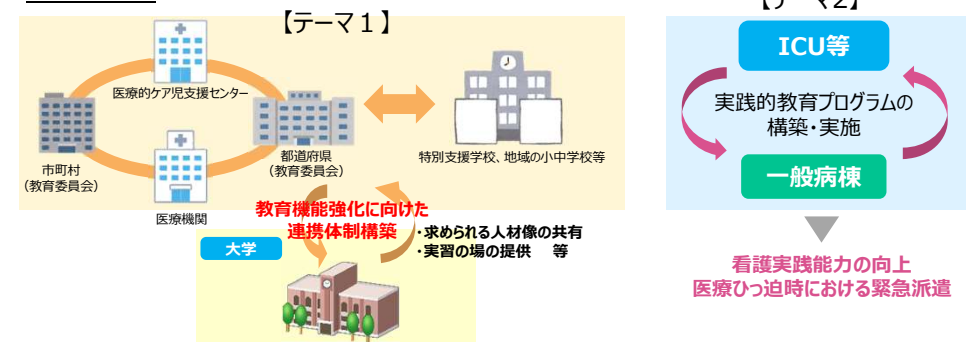 【テーマ１】
医療的ケア児支援センター
市町村
（教育委員会）
都道府県
（教育委員会）
特別支援学校、地域の小中学校等
医療機関
教育機能強化に向けた
連携体制構築
・求められる人材像の共有
・実習の場の提供　等
大学
【テーマ2】
ICU等
実践的教育プログラムの
構築・実施
一般病棟
看護実践能力の向上
医療ひっ迫時における緊急派遣